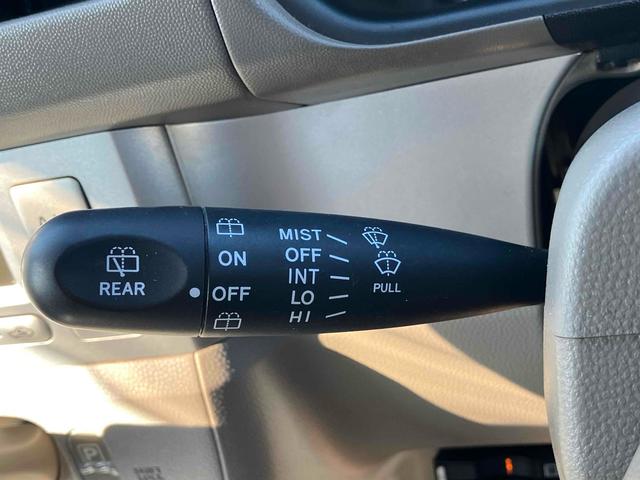 REAR
ON
OFF
MIST
OFF
INT
LO
HI
PULL
P